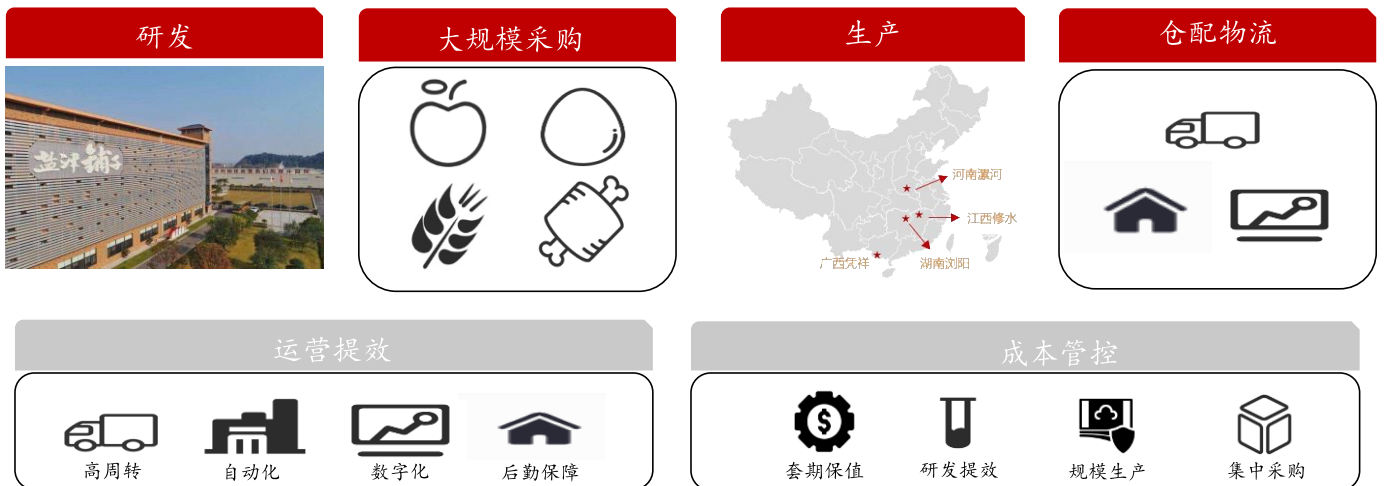 研发
大规模采购
生产
仓配物流
盐津铺子
河南漯河
江西修水
广西凭祥
湖南浏阳
运营提效
成本管控
高周转
自动化
数字化
后勤保障
套期保值
研发提效
规模生产
集中采购